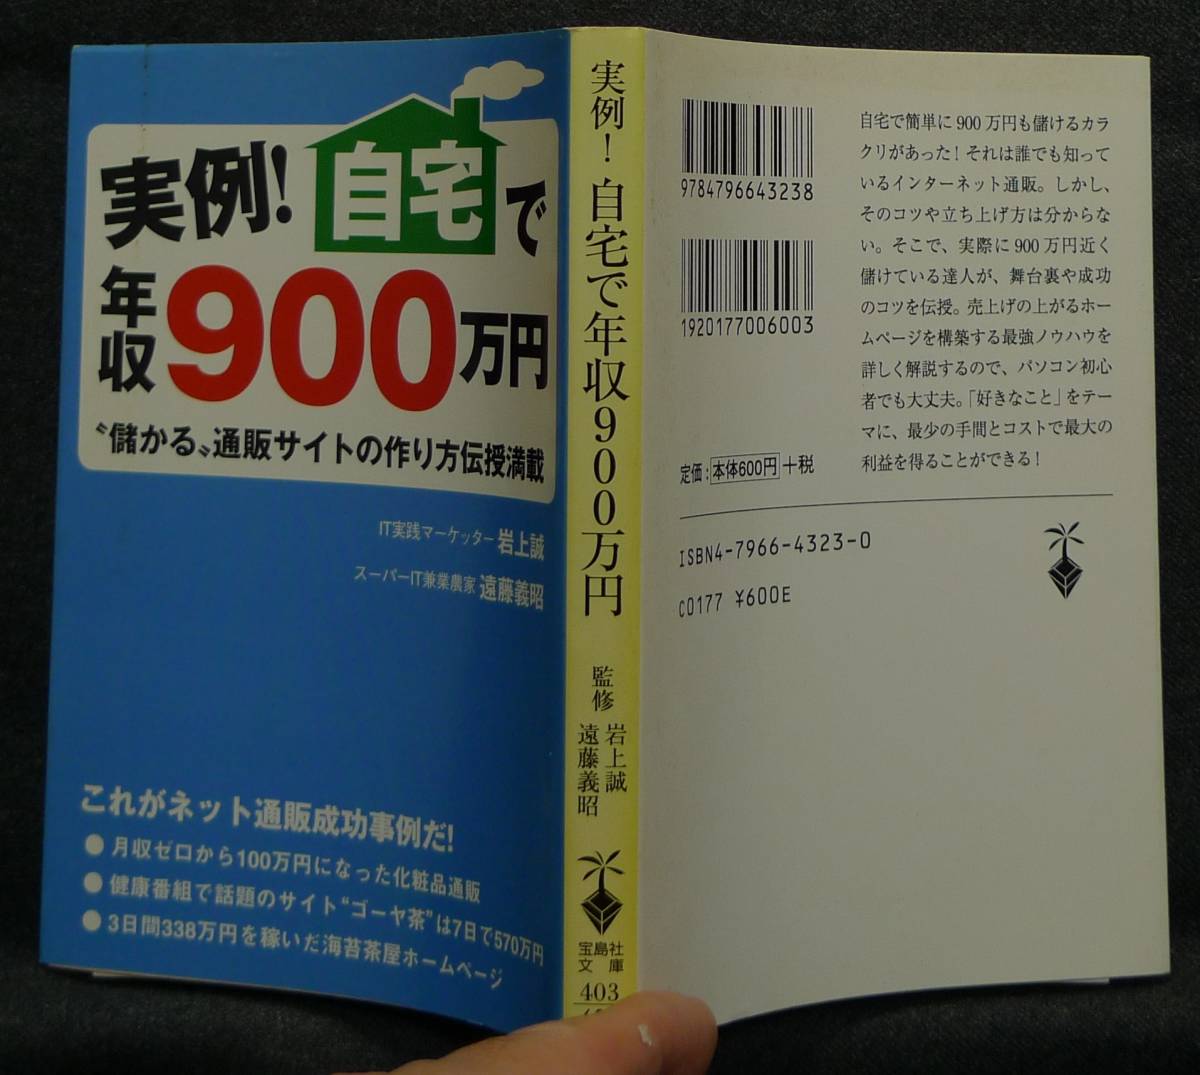 実例!自宅で
年収900万円
〝儲かる〟通販サイトの作り方伝授満載
IT実践マーケッター 岩上誠
スーパーIT兼業農家 遠藤義昭
これがネット通販成功事例だ!
●月収ゼロから100万円になった化粧品通販
●健康番組で話題のサイト“ゴーヤ茶”は7日で570万円
●3日間338万円を稼いだ海苔茶屋ホームページ
実例!自宅で年収900万円
監修
岩上誠
遠藤義昭
宝島社
文庫
403
9784796643238
1920177006003
定価:本体600円+税
自宅で簡単に900万円も儲けるカラ
クリがあった!それは誰でも知って
いるインターネット通販。しかし、
そのコツや立ち上げ方は分からな
い。そこで、実際に900万円近く
儲けている達人が、舞台裏や成功
のコツを伝授。売上げの上がるホー
ムページを構築する最強ノウハウを
詳しく解説するので、パソコン初心
者でも大丈夫。「好きなこと」をテー
マに、最少の手間とコストで最大の
利益を得ることができる!
ISBN4-7966-4323-0
C0177 ¥600E